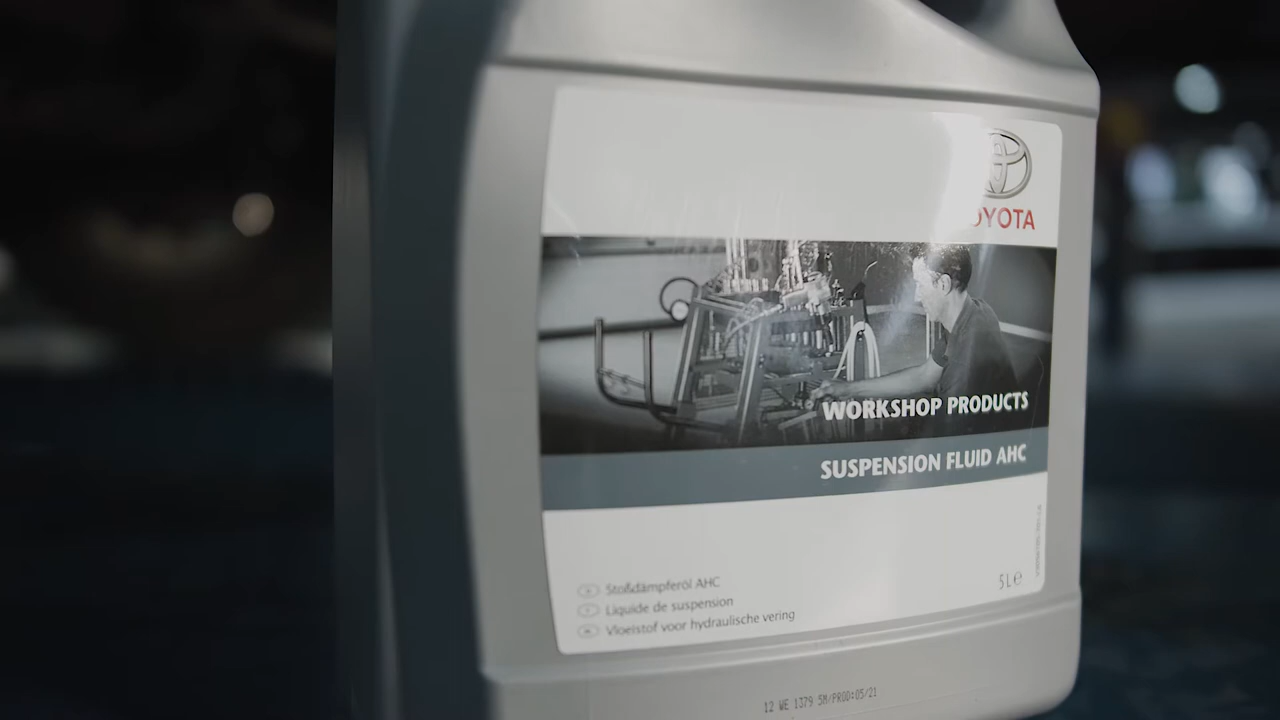 TOYOTA
WORKSHOP PRODUCTS
SUSPENSION FLUID AHC
Stoßdämpferöl AHC
Liquide de suspension
Vloeistof voor hydraulische vering
5Le
12 WE 1379 5M/PROD:05/21